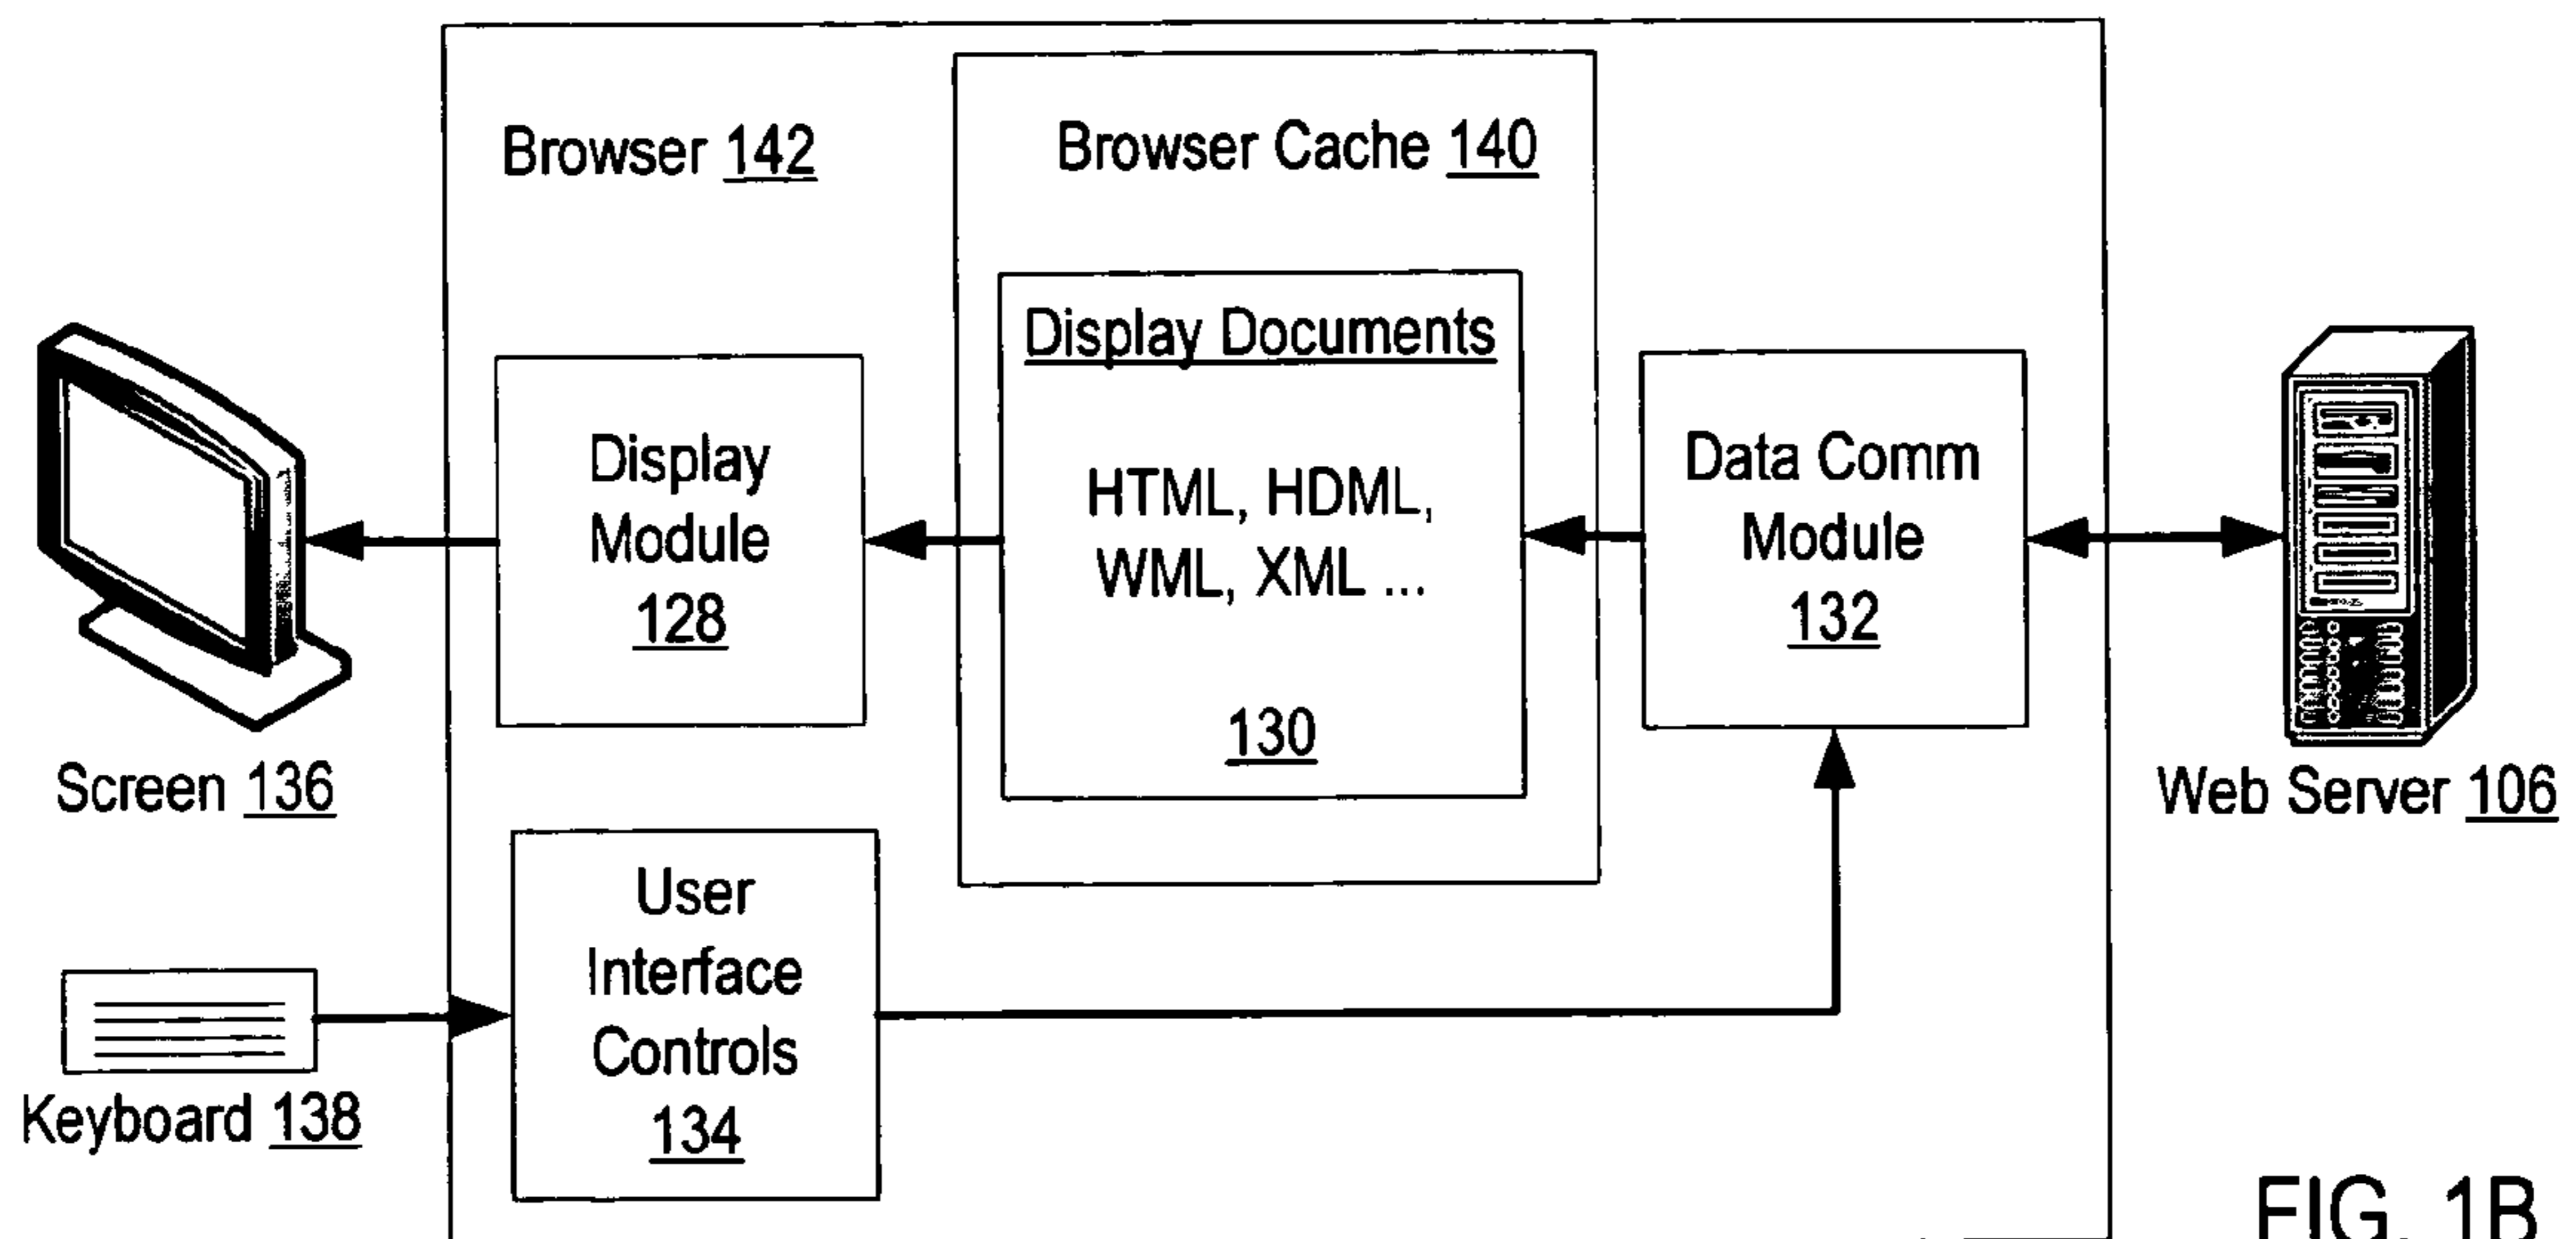 Browser 142
Browser Cache 140
Display Documents
HTML, HDML,
WML, XML ...
130
Display
Module
128
Data Comm
Module
132
Screen 136
Web Server 106
User
Interface
Controls
134
Keyboard 138
FIG. 1B